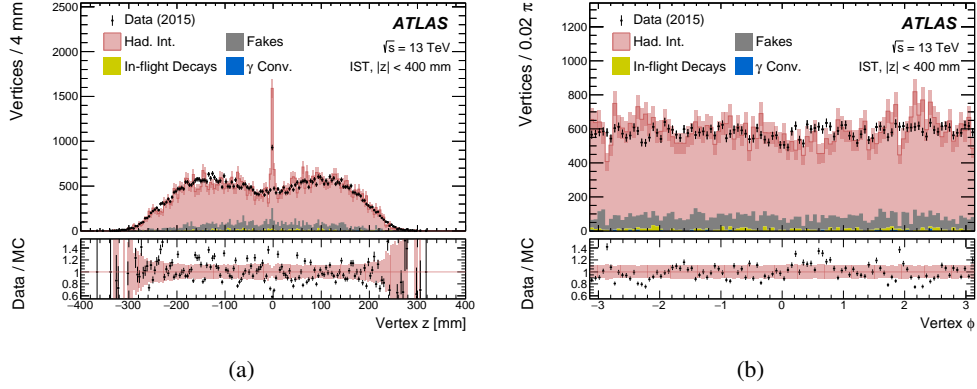 Vertices / 4 mm
2500
2000
1500
1000
500
0
Data (2015)
Had. Int.
In-flight Decays
Fakes
γ Conv.
ATLAS
√s = 13 TeV
IST, |z| < 400 mm
Data / MC
1.4
1.2
1
0.8
0.6
−400 −300 −200 −100 0 100 200 300 400
Vertex z [mm]
(a)
Vertices / 0.02 π
1200
1000
800
600
400
200
0
Data (2015)
Had. Int.
In-flight Decays
Fakes
γ Conv.
ATLAS
√s = 13 TeV
IST, |z| < 400 mm
Data / MC
1.4
1.2
1
0.8
0.6
−3 −2 −1 0 1 2 3
Vertex ϕ
(b)